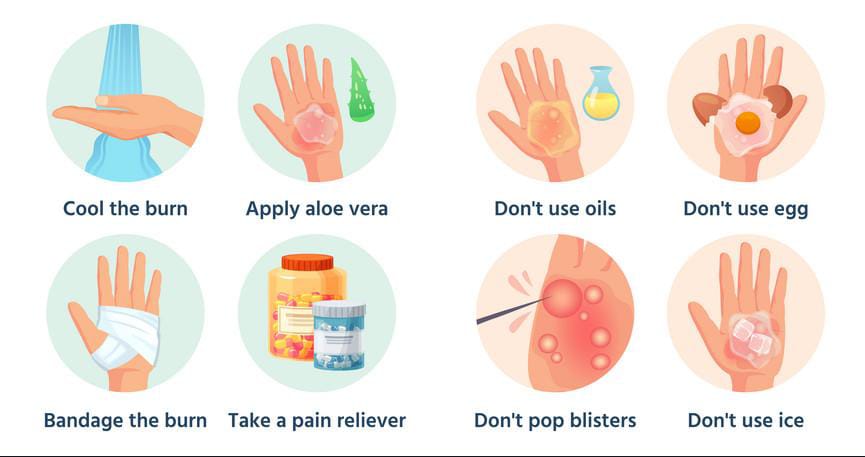 Cool the burn
Apply aloe vera
Don't use oils
Don't use egg
Bandage the burn
Take a pain reliever
Don't pop blisters
Don't use ice